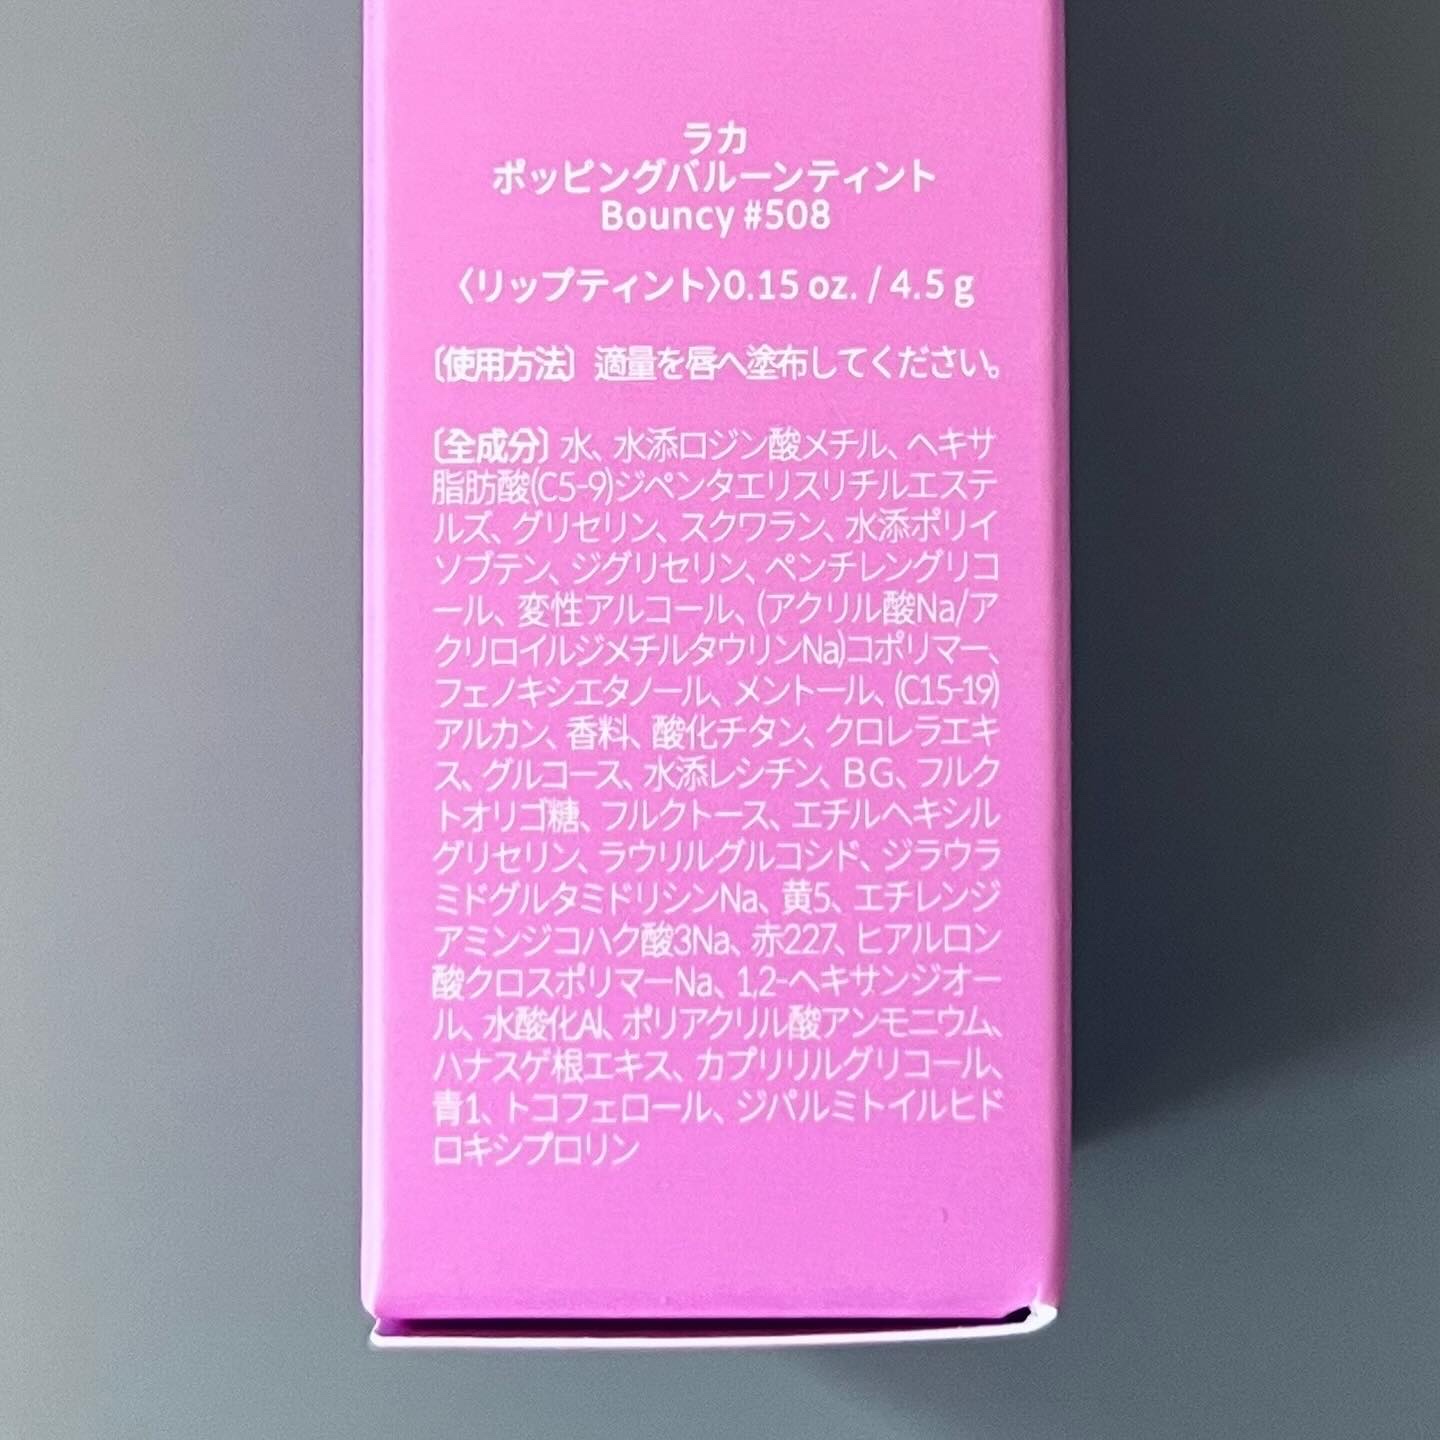 ラカ
ポッピングバルーンティント
Bouncy #508
〈リップティント〉0.15 oz. / 4.5 g
〔使用方法〕 適量を唇へ塗布してください。
〔全成分〕 水、水添ロジン酸メチル、ヘキサ
脂肪酸(C5-9)ジペンタエリスリチルエステ
ルズ、グリセリン、スクワラン、水添ポリイ
ソブテン、ジグリセリン、ペンチレングリコ
ール、変性アルコール、(アクリル酸Na/ア
クリロイルジメチルタウリンNa)コポリマー、
フェノキシエタノール、メントール、(C15-19)
アルカン、香料、酸化チタン、クロレラエキ
ス、グルコース、水添レシチン、BG、フルク
トオリゴ糖、フルクトース、エチルヘキシル
グリセリン、ラウリルグルコシド、ジラウラ
ミドグルタミドリシンNa、黄5、エチレンジ
アミンジコハク酸3Na、赤227、ヒアルロン
酸クロスポリマーNa、1,2-ヘキサンジオー
ル、水酸化Al、ポリアクリル酸アンモニウム、
ハナスゲ根エキス、カプリリルグリコール、
青1、トコフェロール、ジパルミトイルヒド
ロキシプロリン